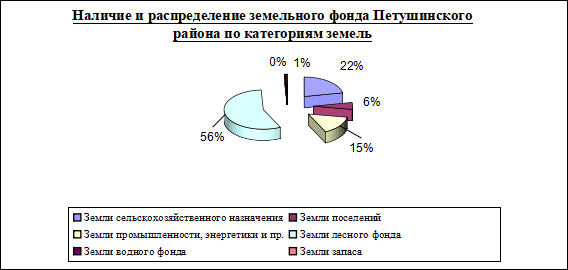 Наличие и распределение земельного фонда Петушинского
района по категориям земель
0%
1%
22%
6%
15%
56%
Земли сельскохозяйственного назначения
Земли поселений
Земли промышленности, энергетики и пр.
Земли лесного фонда
Земли водного фонда
Земли запаса